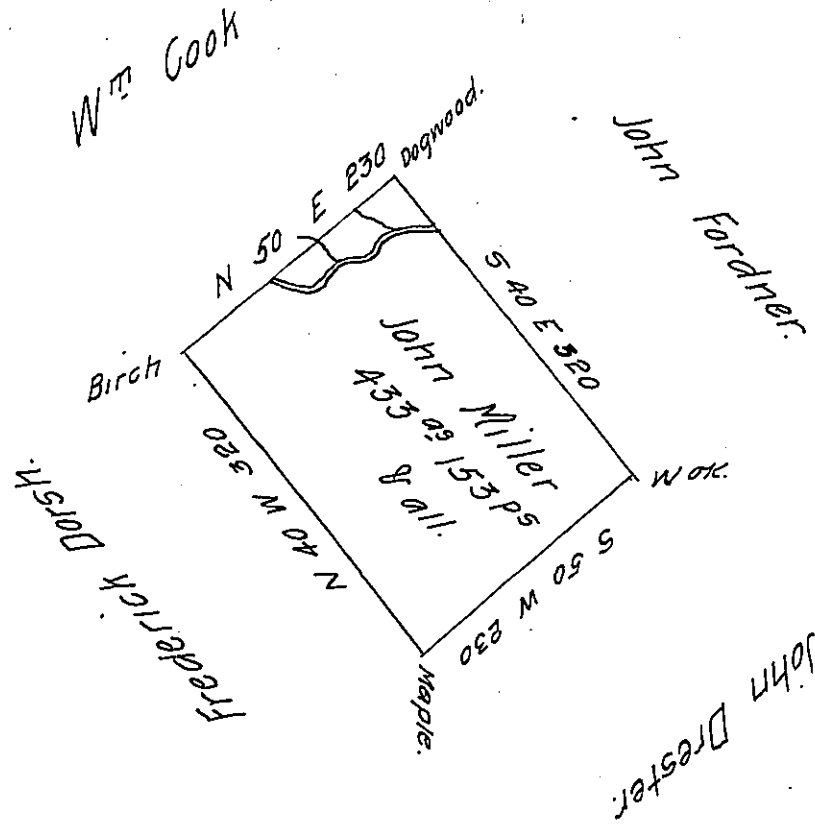 Wᵐ Cook
Dogwood.
N 50 E 230
John Fordner.
S 40 E 320
Birch
John Miller
433 as 153 ps
& all.
N 40 W 320
W ok.
Frederick Dorsh.
S 50 W 230
Maple.
John Drester.